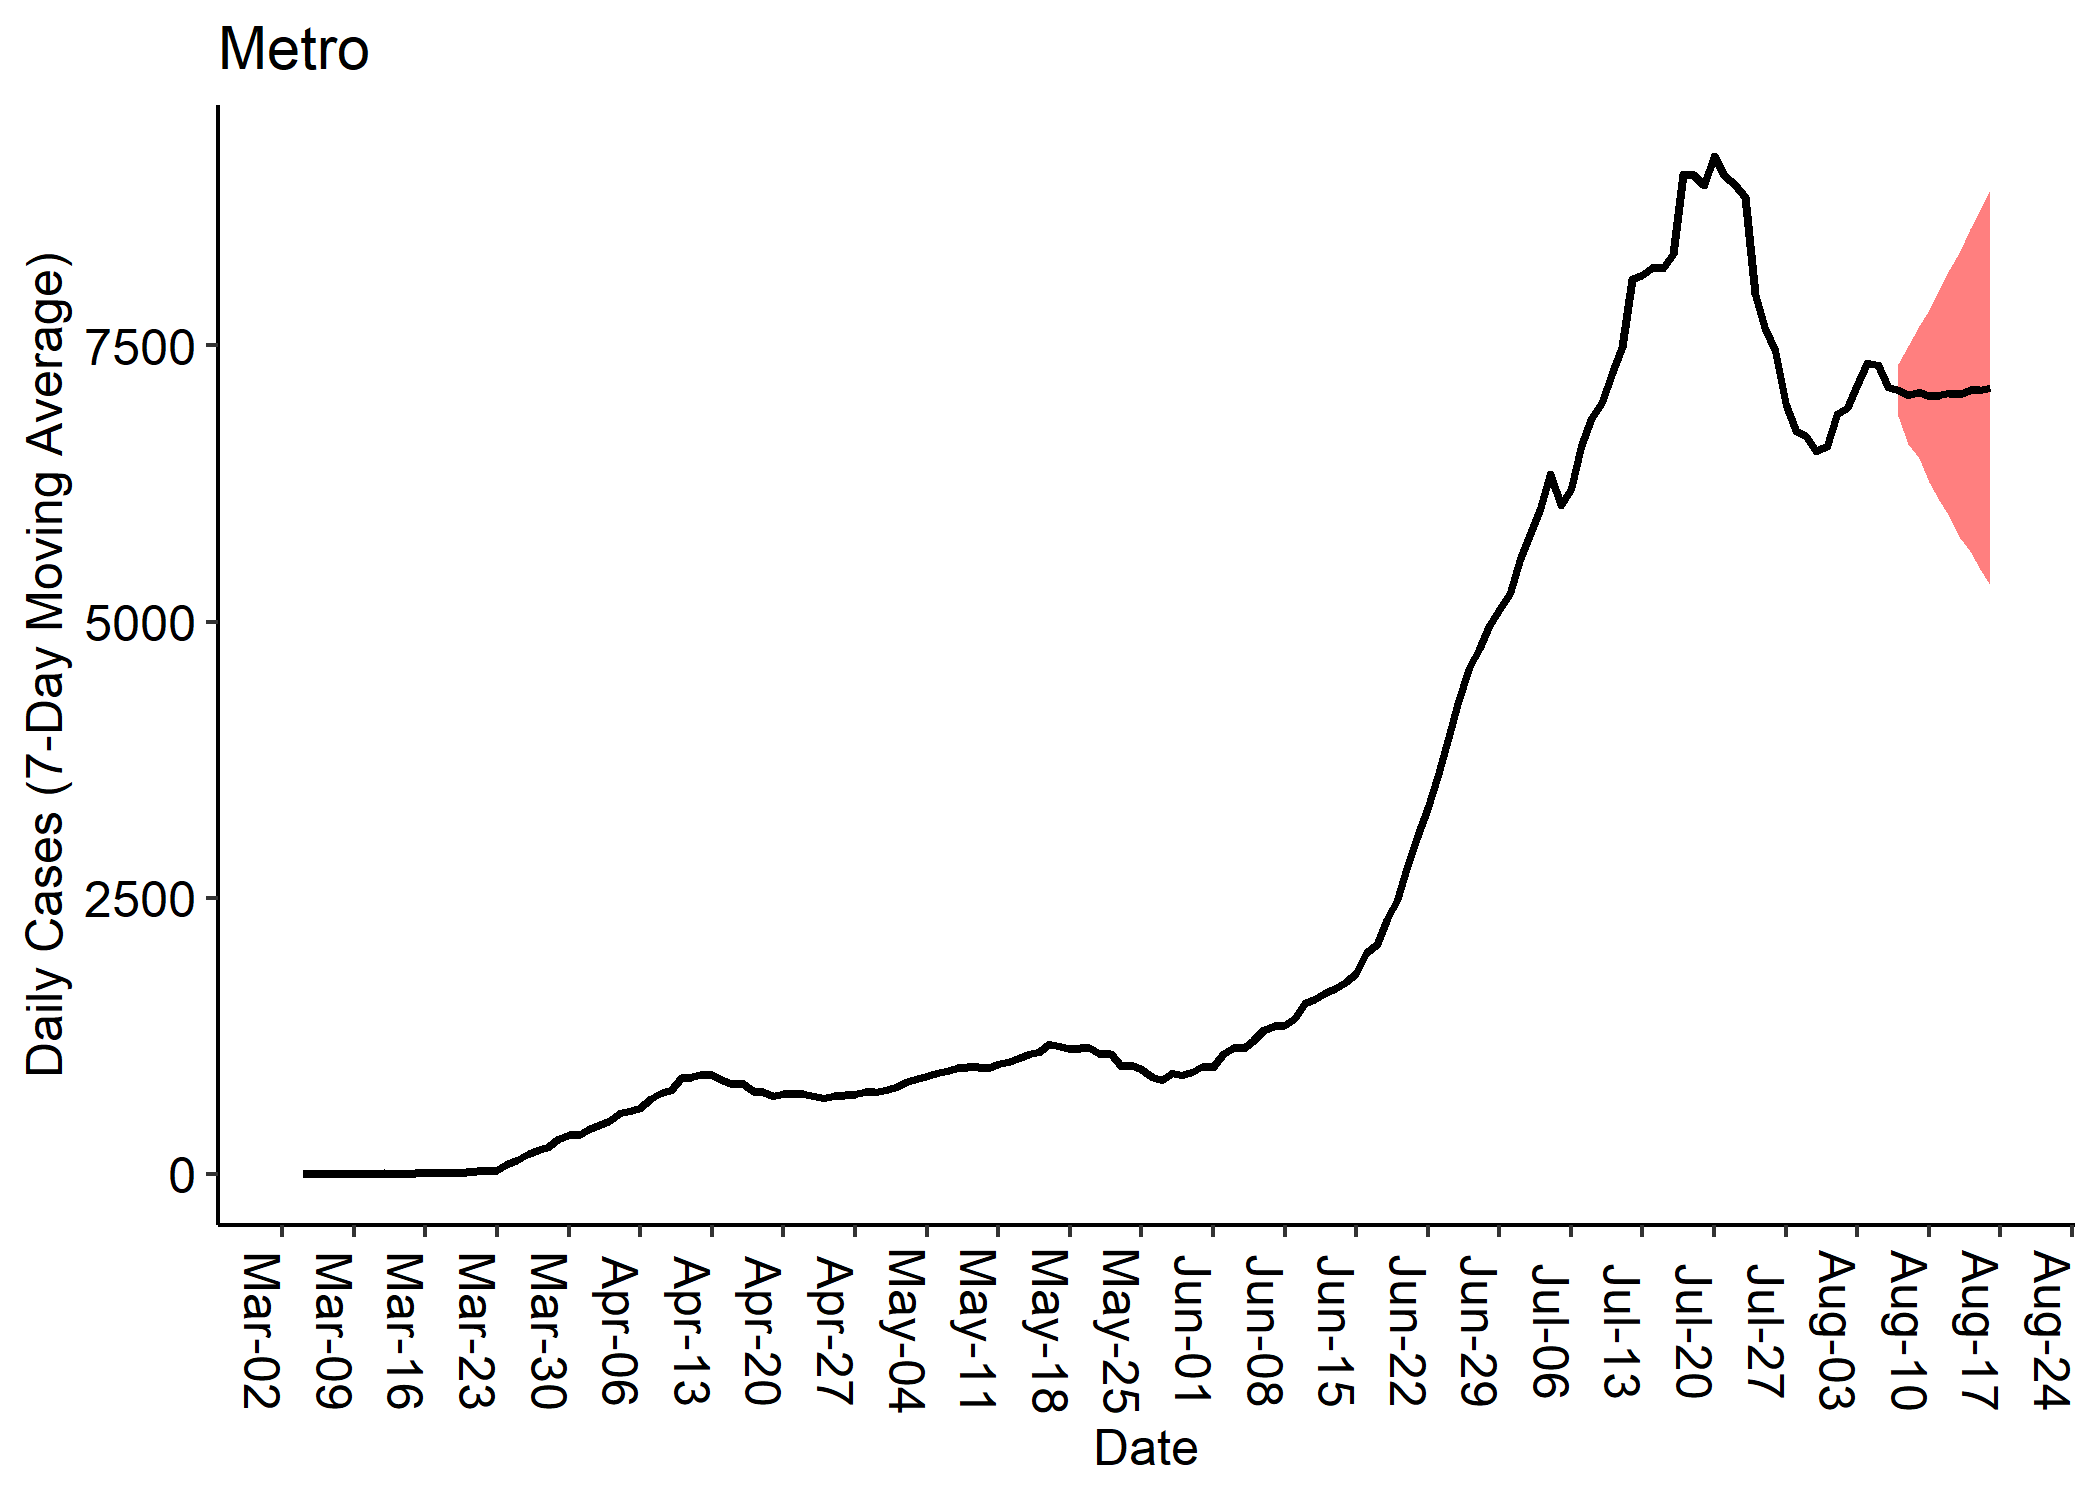 Metro
Daily Cases (7-Day Moving Average)
7500
5000
2500
0
Mar-02
Mar-09
Mar-16
Mar-23
Mar-30
Apr-06
Apr-13
Apr-20
Apr-27
May-04
May-11
May-18
May-25
Jun-01
Jun-08
Jun-15
Jun-22
Jun-29
Jul-06
Jul-13
Jul-20
Jul-27
Aug-03
Aug-10
Aug-17
Aug-24
Date